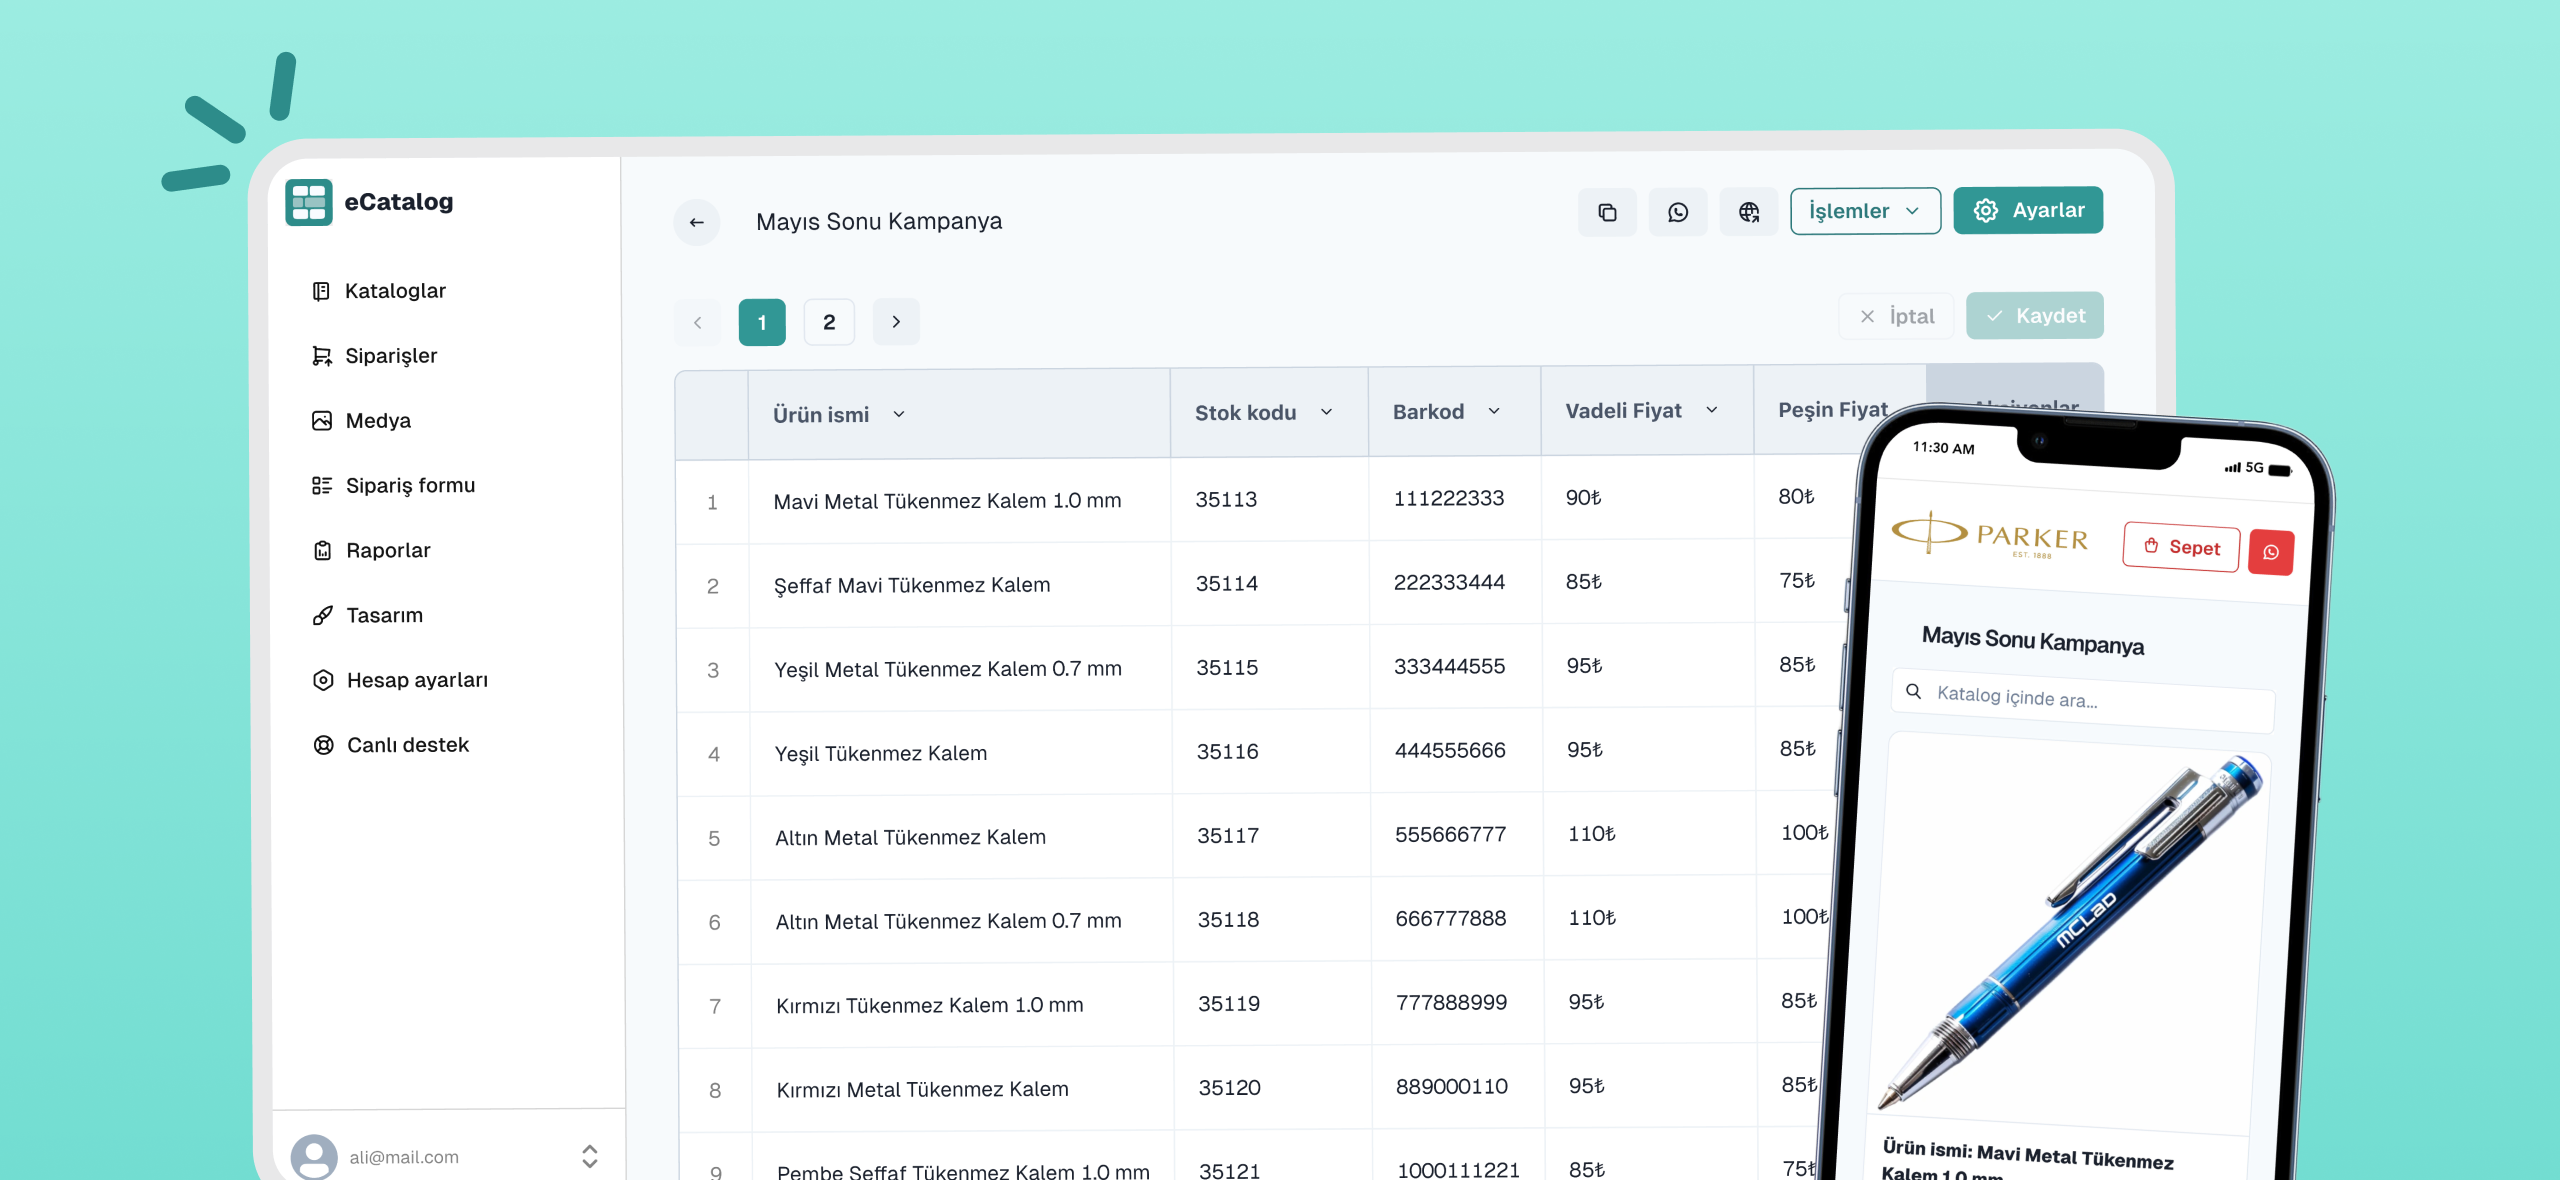 eCatalog
Kataloglar
Siparişler
Medya
Sipariş formu
Raporlar
Tasarım
Hesap ayarları
Canlı destek
ali@mail.com
Mayıs Sonu Kampanya
İşlemler
Ayarlar
1
2
İptal
Kaydet
Ürün ismi Stok kodu Barkod Vadeli Fiyat Peşin Fiyat Aksiyonlar
1 Mavi Metal Tükenmez Kalem 1.0 mm 35113 111222333 90₺ 80₺
2 Şeffaf Mavi Tükenmez Kalem 35114 222333444 85₺ 75₺
3 Yeşil Metal Tükenmez Kalem 0.7 mm 35115 333444555 95₺ 85₺
4 Yeşil Tükenmez Kalem 35116 444555666 95₺ 85₺
5 Altın Metal Tükenmez Kalem 35117 555666777 110₺ 100₺
6 Altın Metal Tükenmez Kalem 0.7 mm 35118 666777888 110₺ 100₺
7 Kırmızı Tükenmez Kalem 1.0 mm 35119 777888999 95₺ 85₺
8 Kırmızı Metal Tükenmez Kalem 35120 889000110 95₺ 85₺
9 Pembe Şeffaf Tükenmez Kalem 1.0 mm 35121 1000111221 85₺ 75₺
11:30 AM
5G
PARKER
EST. 1888
Sepet
Mayıs Sonu Kampanya
Katalog içinde ara...
mCLaD
Ürün ismi: Mavi Metal Tükenmez
Kalem 1.0 mm